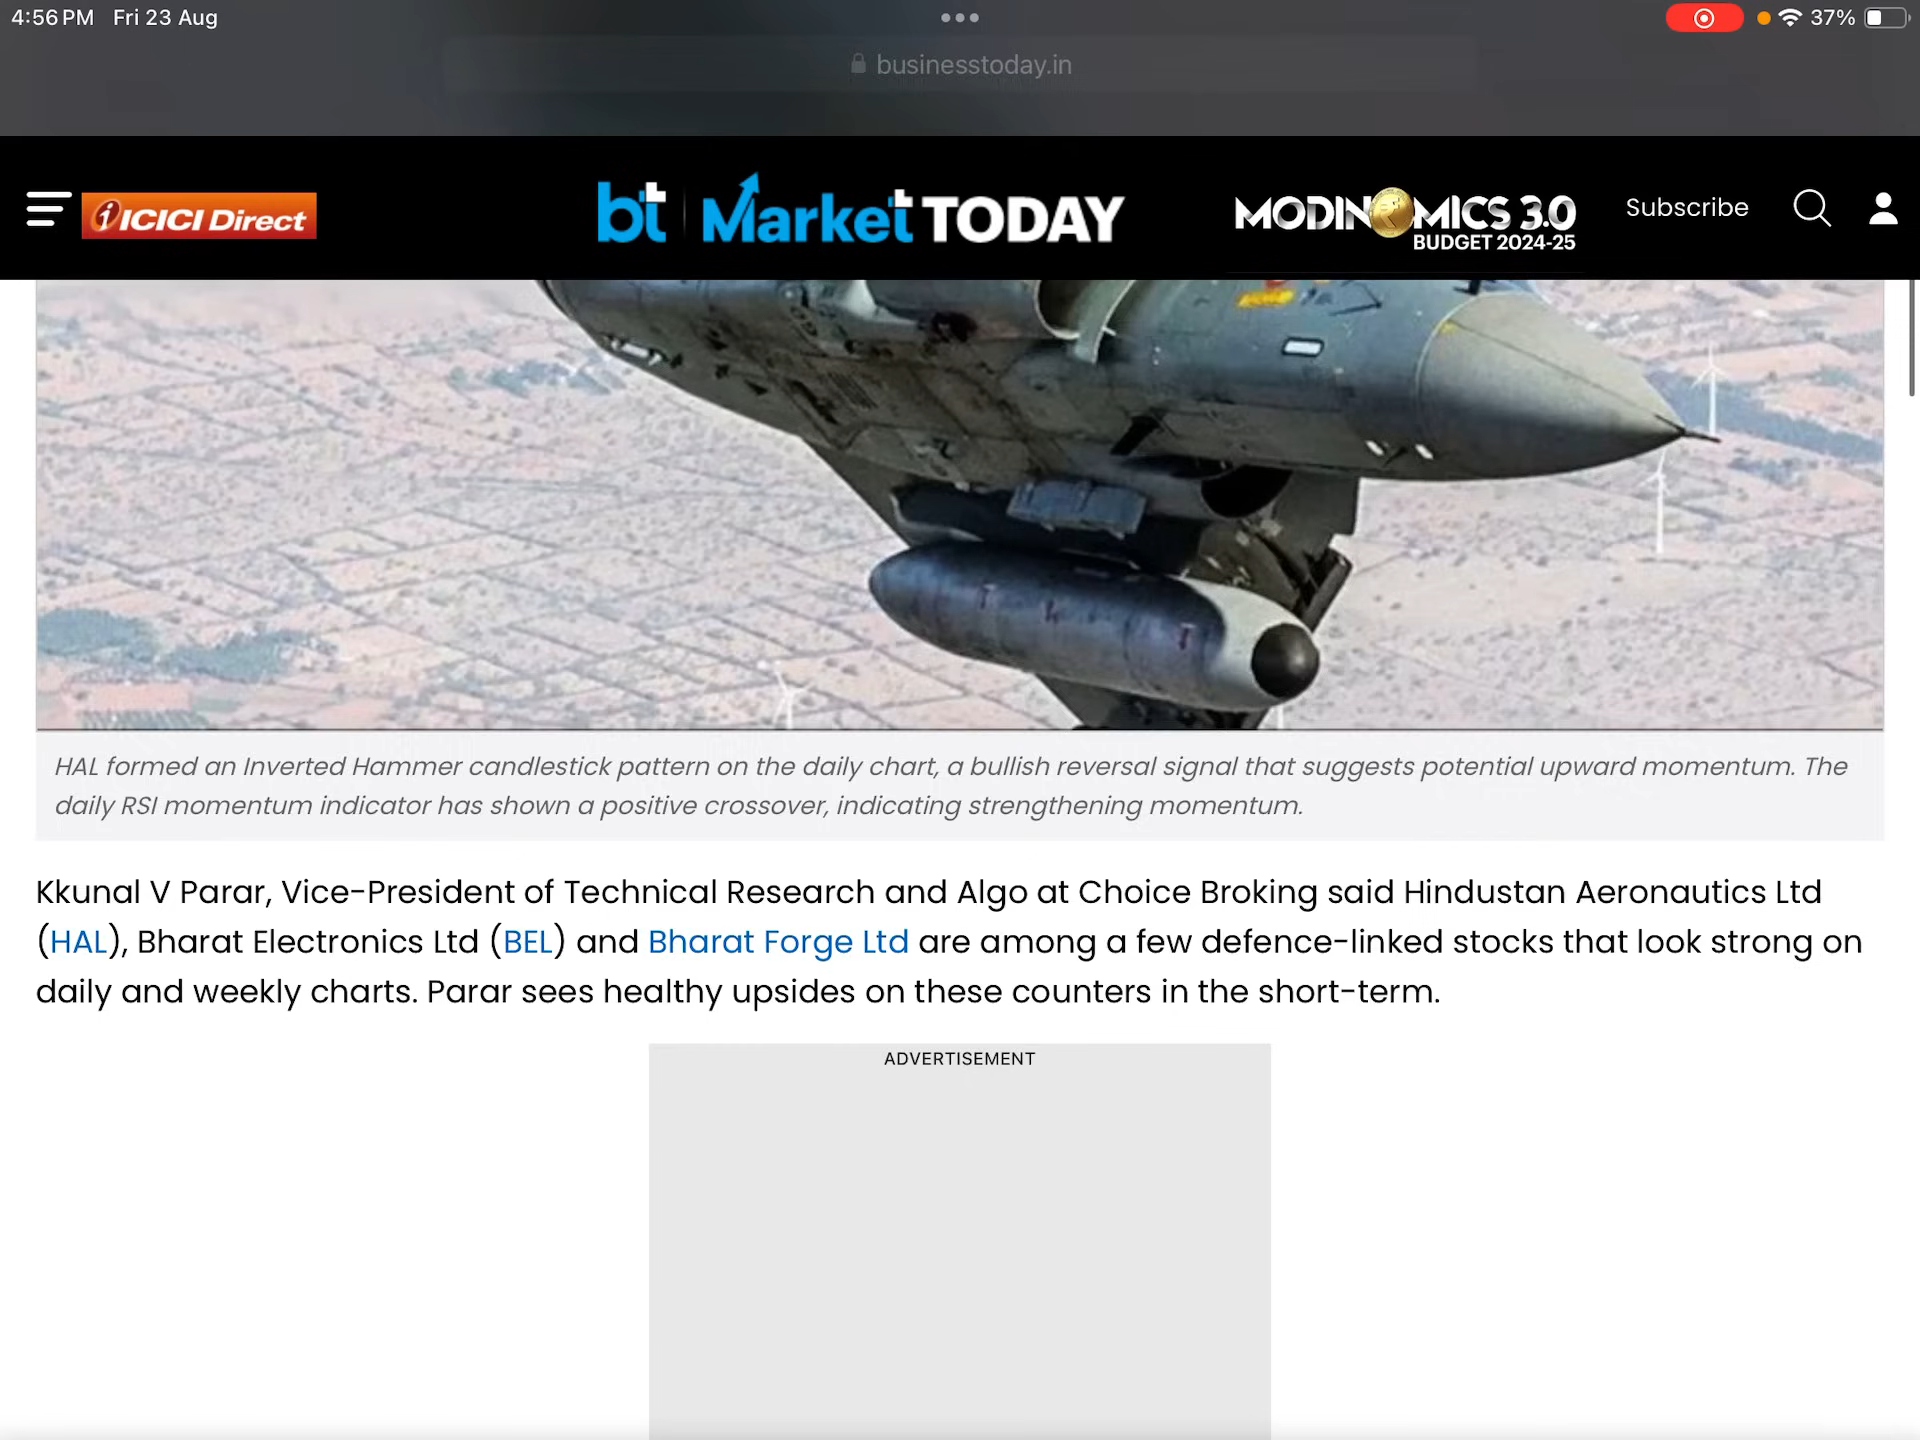 4:56 PM Fri 23 Aug
37%
businesstoday.in
ICICI Direct
bt Market TODAY
MODINOMICS 3.0
BUDGET 2024-25
Subscribe
HAL formed an Inverted Hammer candlestick pattern on the daily chart, a bullish reversal signal that suggests potential upward momentum. The
daily RSI momentum indicator has shown a positive crossover, indicating strengthening momentum.
Kkunal V Parar, Vice-President of Technical Research and Algo at Choice Broking said Hindustan Aeronautics Ltd
(HAL), Bharat Electronics Ltd (BEL) and Bharat Forge Ltd are among a few defence-linked stocks that look strong on
daily and weekly charts. Parar sees healthy upsides on these counters in the short-term.
ADVERTISEMENT